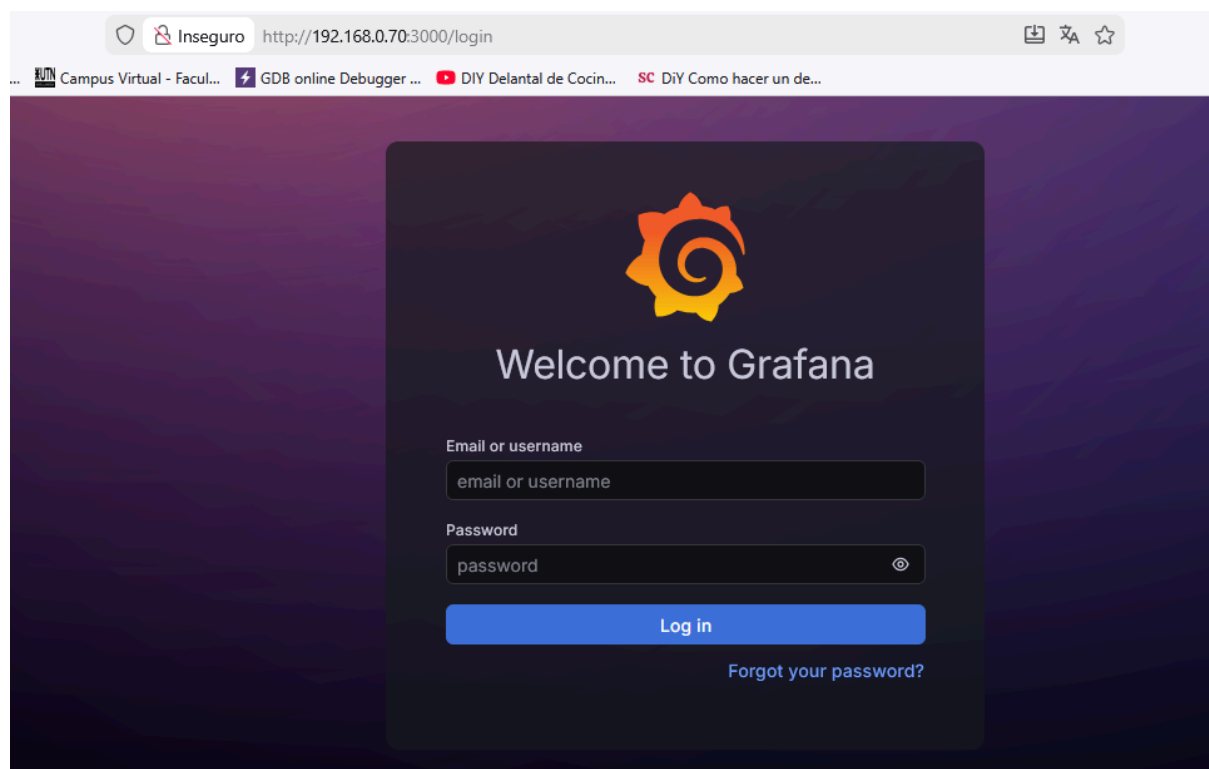 Inseguro http://192.168.0.70:3000/login
... UTN Campus Virtual - Facul... GDB online Debugger ... DIY Delantal de Cocin... SC DiY Como hacer un de...
Welcome to Grafana
Email or username
email or username
Password
password
Log in
Forgot your password?